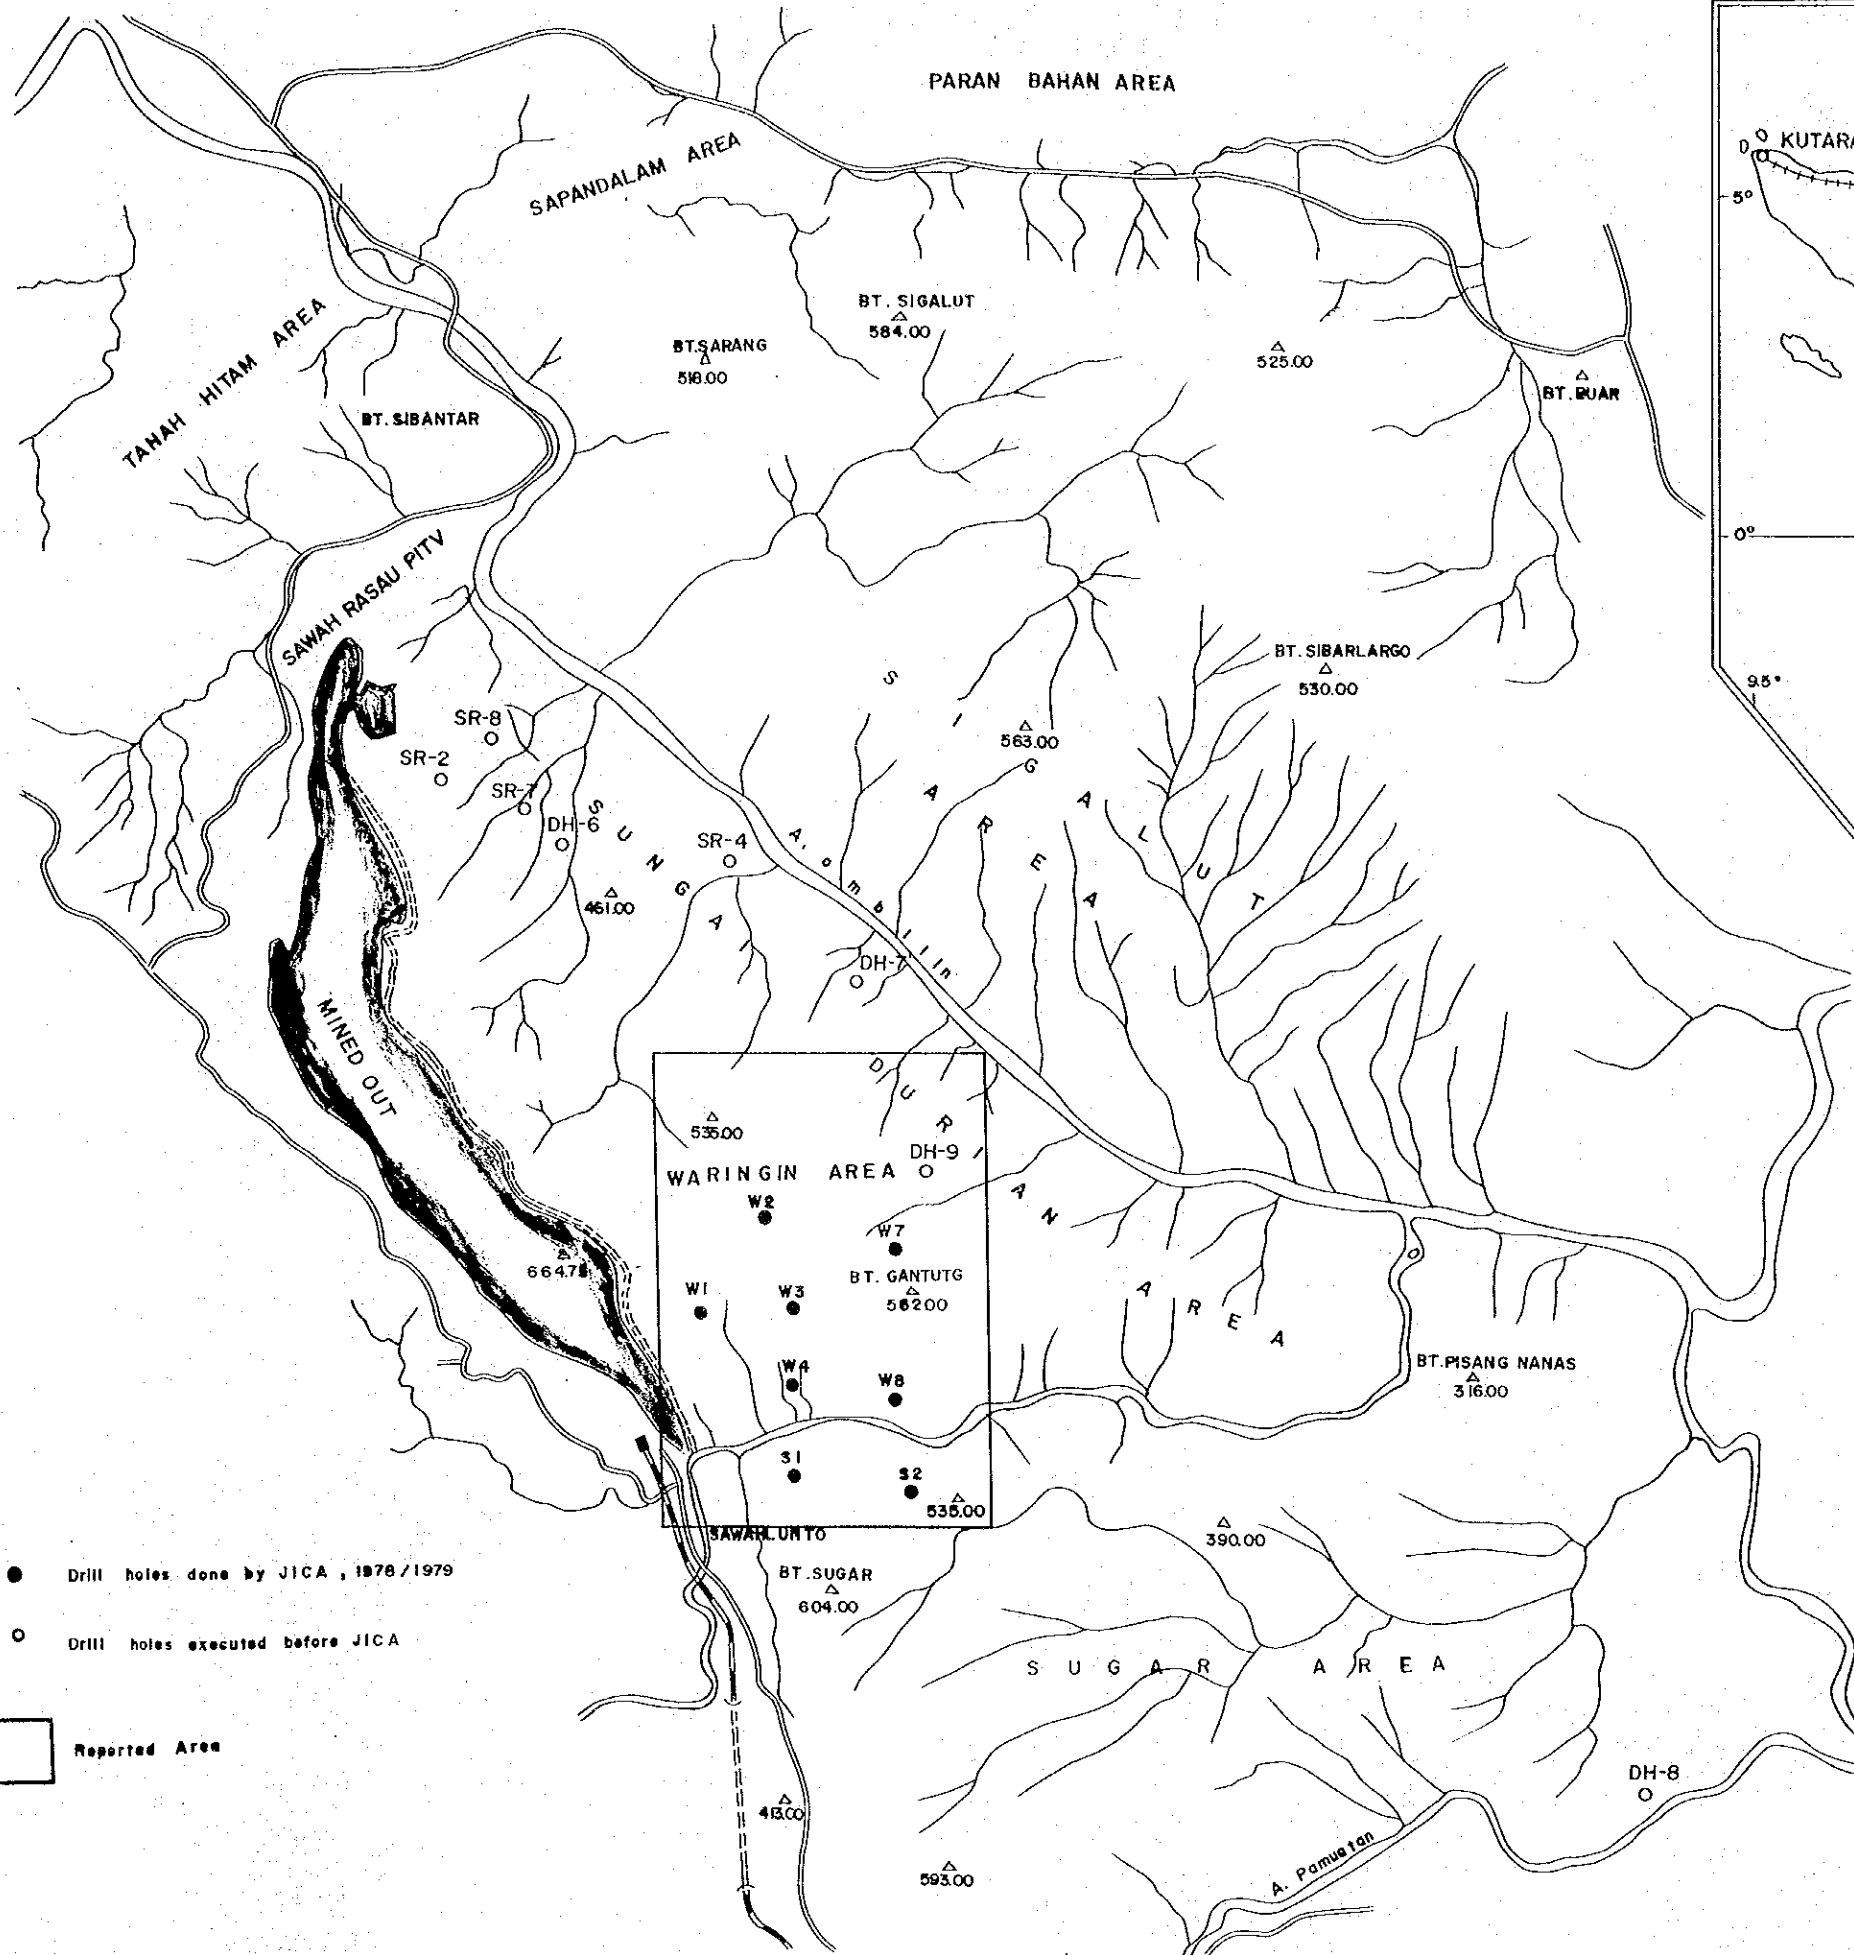 PARAN BAHAN AREA
KUTARA
5°
SAPANDALAM AREA
TAHAH HITAM AREA
BT. SIGALUT
584.00
BT.SARANG
518.00
525.00
BT.BUAR
BT.SIBANTAR
0°
SAWAH RASAU PITV
BT.SIBARLARGO
530.00
95°
SIGALUT
AREA
563.00
SR-8
SR-2
SR-7
DH-6
SR-4
461.00
SUNGAI
A. ombilin
DH-7
MINED OUT
DURIAN
AREA
535.00
WARINGIN AREA
DH-9
W2
W7
BT. GANTUTG
562.00
W1
W3
664.75
W4
W8
BT.PISANG NANAS
316.00
S1
S2
535.00
SAWAHLUNTO
390.00
BT.SUGAR
604.00
Drill holes done by JICA , 1978/1979
Drill holes executed before JICA
SUGAR AREA
Reported Area
DH-8
413.00
593.00
A. Pamuatan